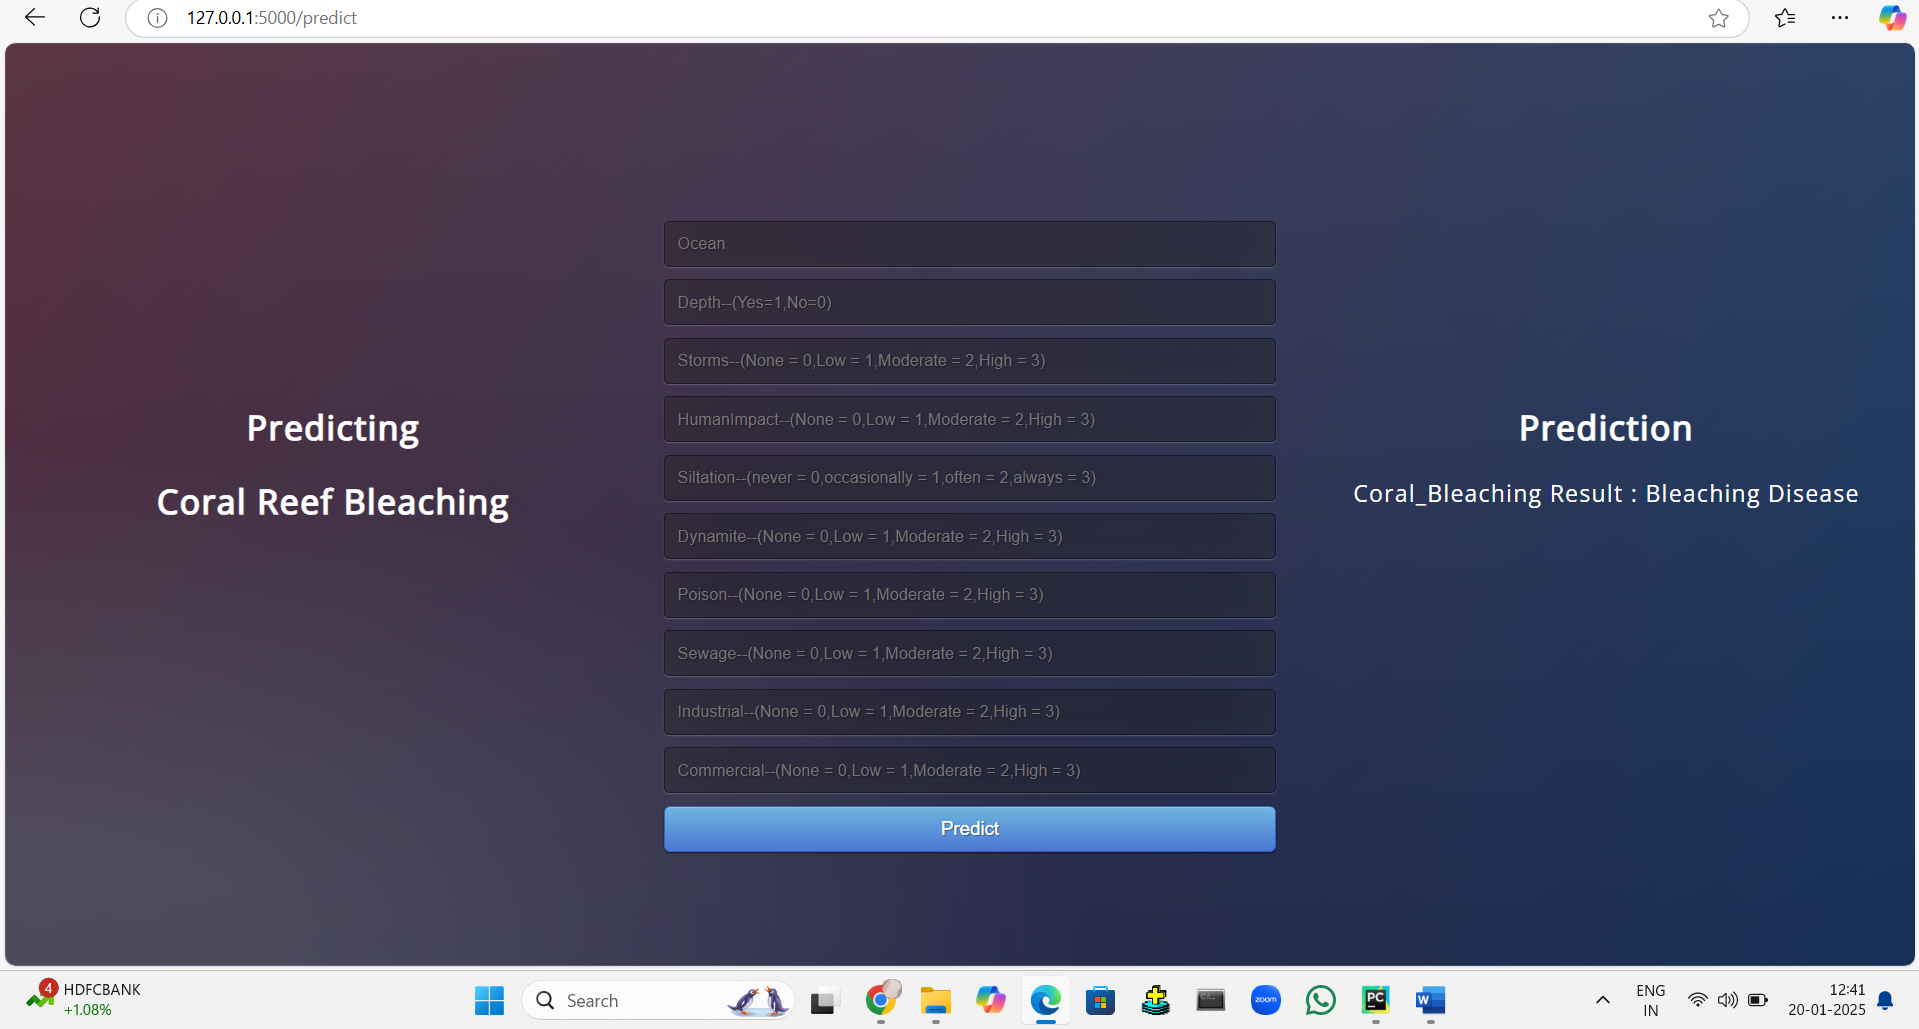 127.0.0.1:5000/predict
Predicting
Coral Reef Bleaching
Ocean
Depth--(Yes=1,No=0)
Storms--(None = 0,Low = 1,Moderate = 2,High = 3)
HumanImpact--(None = 0,Low = 1,Moderate = 2,High = 3)
Siltation--(never = 0,occasionally = 1,often = 2,always = 3)
Dynamite--(None = 0,Low = 1,Moderate = 2,High = 3)
Poison--(None = 0,Low = 1,Moderate = 2,High = 3)
Sewage--(None = 0,Low = 1,Moderate = 2,High = 3)
Industrial--(None = 0,Low = 1,Moderate = 2,High = 3)
Commercial--(None = 0,Low = 1,Moderate = 2,High = 3)
Predict
Prediction
Coral_Bleaching Result : Bleaching Disease
4
HDFCBANK
+1.08%
Search
zoom
PC
W
ENG
IN
12:41
20-01-2025